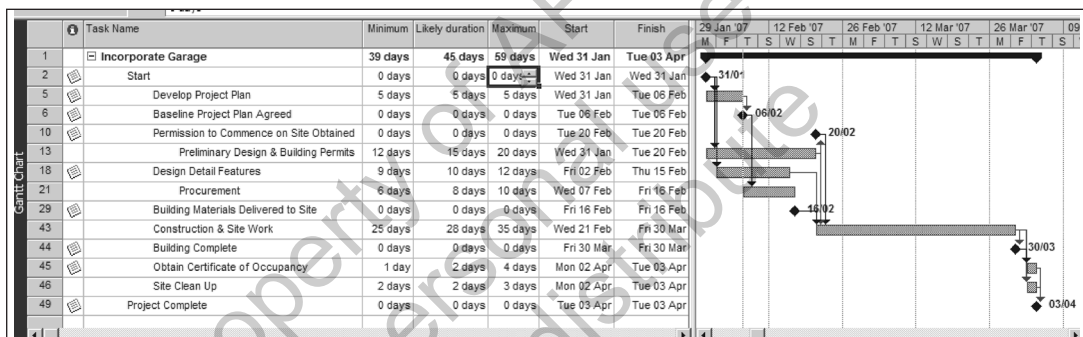 Task Name Minimum Likely duration Maximum Start Finish 29 Jan '07 12 Feb '07 26 Feb '07 12 Mar '07 26 Mar '07 09
M F T S W S T M F T S W S T M F T S
1 Incorporate Garage 39 days 45 days 59 days Wed 31 Jan Tue 03 Apr
2 Start 0 days 0 days 0 days Wed 31 Jan Wed 31 Jan 31/01
5 Develop Project Plan 5 days 5 days 5 days Wed 31 Jan Tue 06 Feb
6 Baseline Project Plan Agreed 0 days 0 days 0 days Tue 06 Feb Tue 06 Feb 06/02
10 Permission to Commence on Site Obtained 0 days 0 days 0 days Tue 20 Feb Tue 20 Feb 20/02
13 Preliminary Design & Building Permits 12 days 15 days 20 days Wed 31 Jan Tue 20 Feb
18 Design Detail Features 9 days 10 days 12 days Fri 02 Feb Thu 15 Feb
21 Procurement 6 days 8 days 10 days Wed 07 Feb Fri 16 Feb
29 Building Materials Delivered to Site 0 days 0 days 0 days Fri 16 Feb Fri 16 Feb 16/02
43 Construction & Site Work 25 days 28 days 35 days Wed 21 Feb Fri 30 Mar
44 Building Complete 0 days 0 days 0 days Fri 30 Mar Fri 30 Mar 30/03
45 Obtain Certificate of Occupancy 1 day 2 days 4 days Mon 02 Apr Tue 03 Apr
46 Site Clean Up 2 days 2 days 3 days Mon 02 Apr Tue 03 Apr
49 Project Complete 0 days 0 days 0 days Tue 03 Apr Tue 03 Apr 03/04
Gantt Chart
property of AP
personal use
distribute